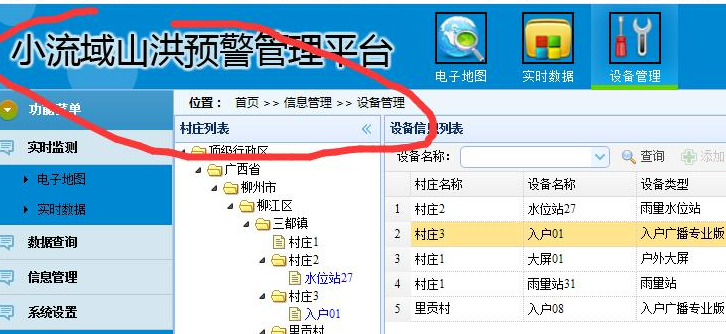 小流域山洪预警管理平台
电子地图
实时数据
设备管理
功能菜单
位置： 首页 >> 信息管理 >> 设备管理
实时监测
电子地图
实时数据
数据查询
信息管理
系统设置
村庄列表
顶级行政区
广西省
柳州市
柳江区
三都镇
村庄1
村庄2
水位站27
村庄3
入户01
里贡村
设备信息列表
设备名称： 查询 添加
村庄名称 设备名称 设备类型
1 村庄2 水位站27 雨量水位站
2 村庄3 入户01 入户广播专业版
3 村庄1 大屏01 户外大屏
4 村庄1 雨量站31 雨量站
5 里贡村 入户08 入户广播专业版